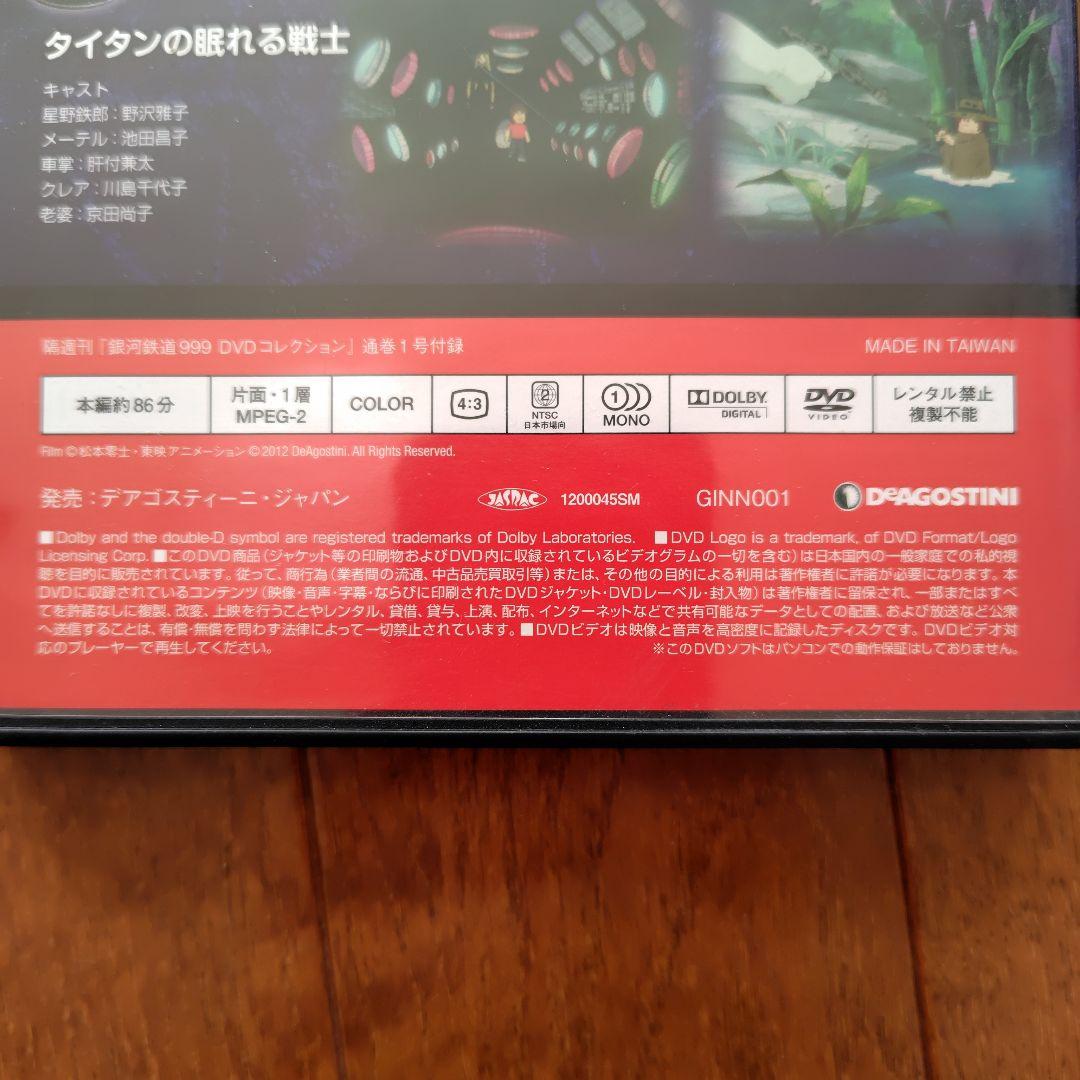 タイタンの眠れる戦士
キャスト
星野鉄郎：野沢雅子
メーテル：池田昌子
車掌：肝付兼太
クレア：川島千代子
老婆：京田尚子
隔週刊『銀河鉄道999 DVDコレクション』通巻1号付録
MADE IN TAIWAN
本編約86分
片面・1層
MPEG-2
COLOR
4:3
2
NTSC
日本市場向
1
MONO
DOLBY
DIGITAL
DVD
VIDEO
レンタル禁止
複製不能
Film ©松本零士・東映アニメーション ©2012 DeAgostini. All Rights Reserved.
発売：デアゴスティーニ・ジャパン
JASRAC
1200045SM
GINN001
DEAGOSTINI
■Dolby and the double-D symbol are registered trademarks of Dolby Laboratories. ■DVD Logo is a trademark, of DVD Format/Logo
Licensing Corp. ■このDVD商品（ジャケット等の印刷物およびDVD内に収録されているビデオグラムの一切を含む）は日本国内の一般家庭での私的視
聴を目的に販売されています。従って、商行為（業者間の流通、中古品売買取引等）または、その他の目的による利用は著作権者に許諾が必要になります。本
DVDに収録されているコンテンツ（映像・音声・字幕・ならびに印刷されたDVDジャケット・DVDレーベル・封入物）は著作権者に留保され、一部またはすべ
てを許諾なしに複製、改変、上映を行うことやレンタル、貸借、貸与、上演、配布、インターネットなどで共有可能なデータとしての配置、および放送など公衆
へ送信することは、有償・無償を問わず法律によって一切禁止されています。■DVDビデオは映像と音声を高密度に記録したディスクです。DVDビデオ対
応のプレーヤーで再生してください。
※このDVDソフトはパソコンでの動作保証はしておりません。